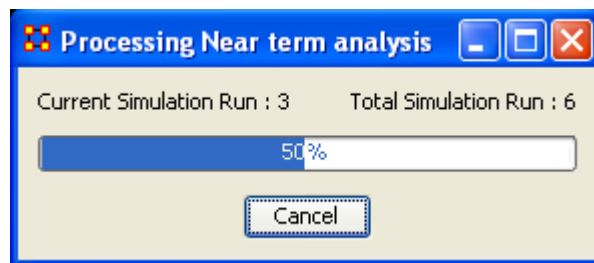 Processing Near term analysis
Current Simulation Run : 3 Total Simulation Run : 6
50%
Cancel